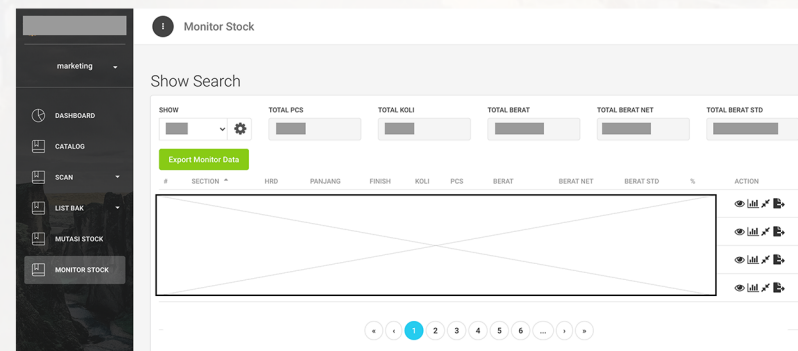 Monitor Stock
marketing
DASHBOARD
CATALOG
SCAN
LIST BAK
MUTASI STOCK
MONITOR STOCK
Show Search
SHOW TOTAL PCS TOTAL KOLI TOTAL BERAT TOTAL BERAT NET TOTAL BERAT STD
Export Monitor Data
# SECTION HRD PANJANG FINISH KOLI PCS BERAT BERAT NET BERAT STD % ACTION
« ‹ 1 2 3 4 5 6 ... › »